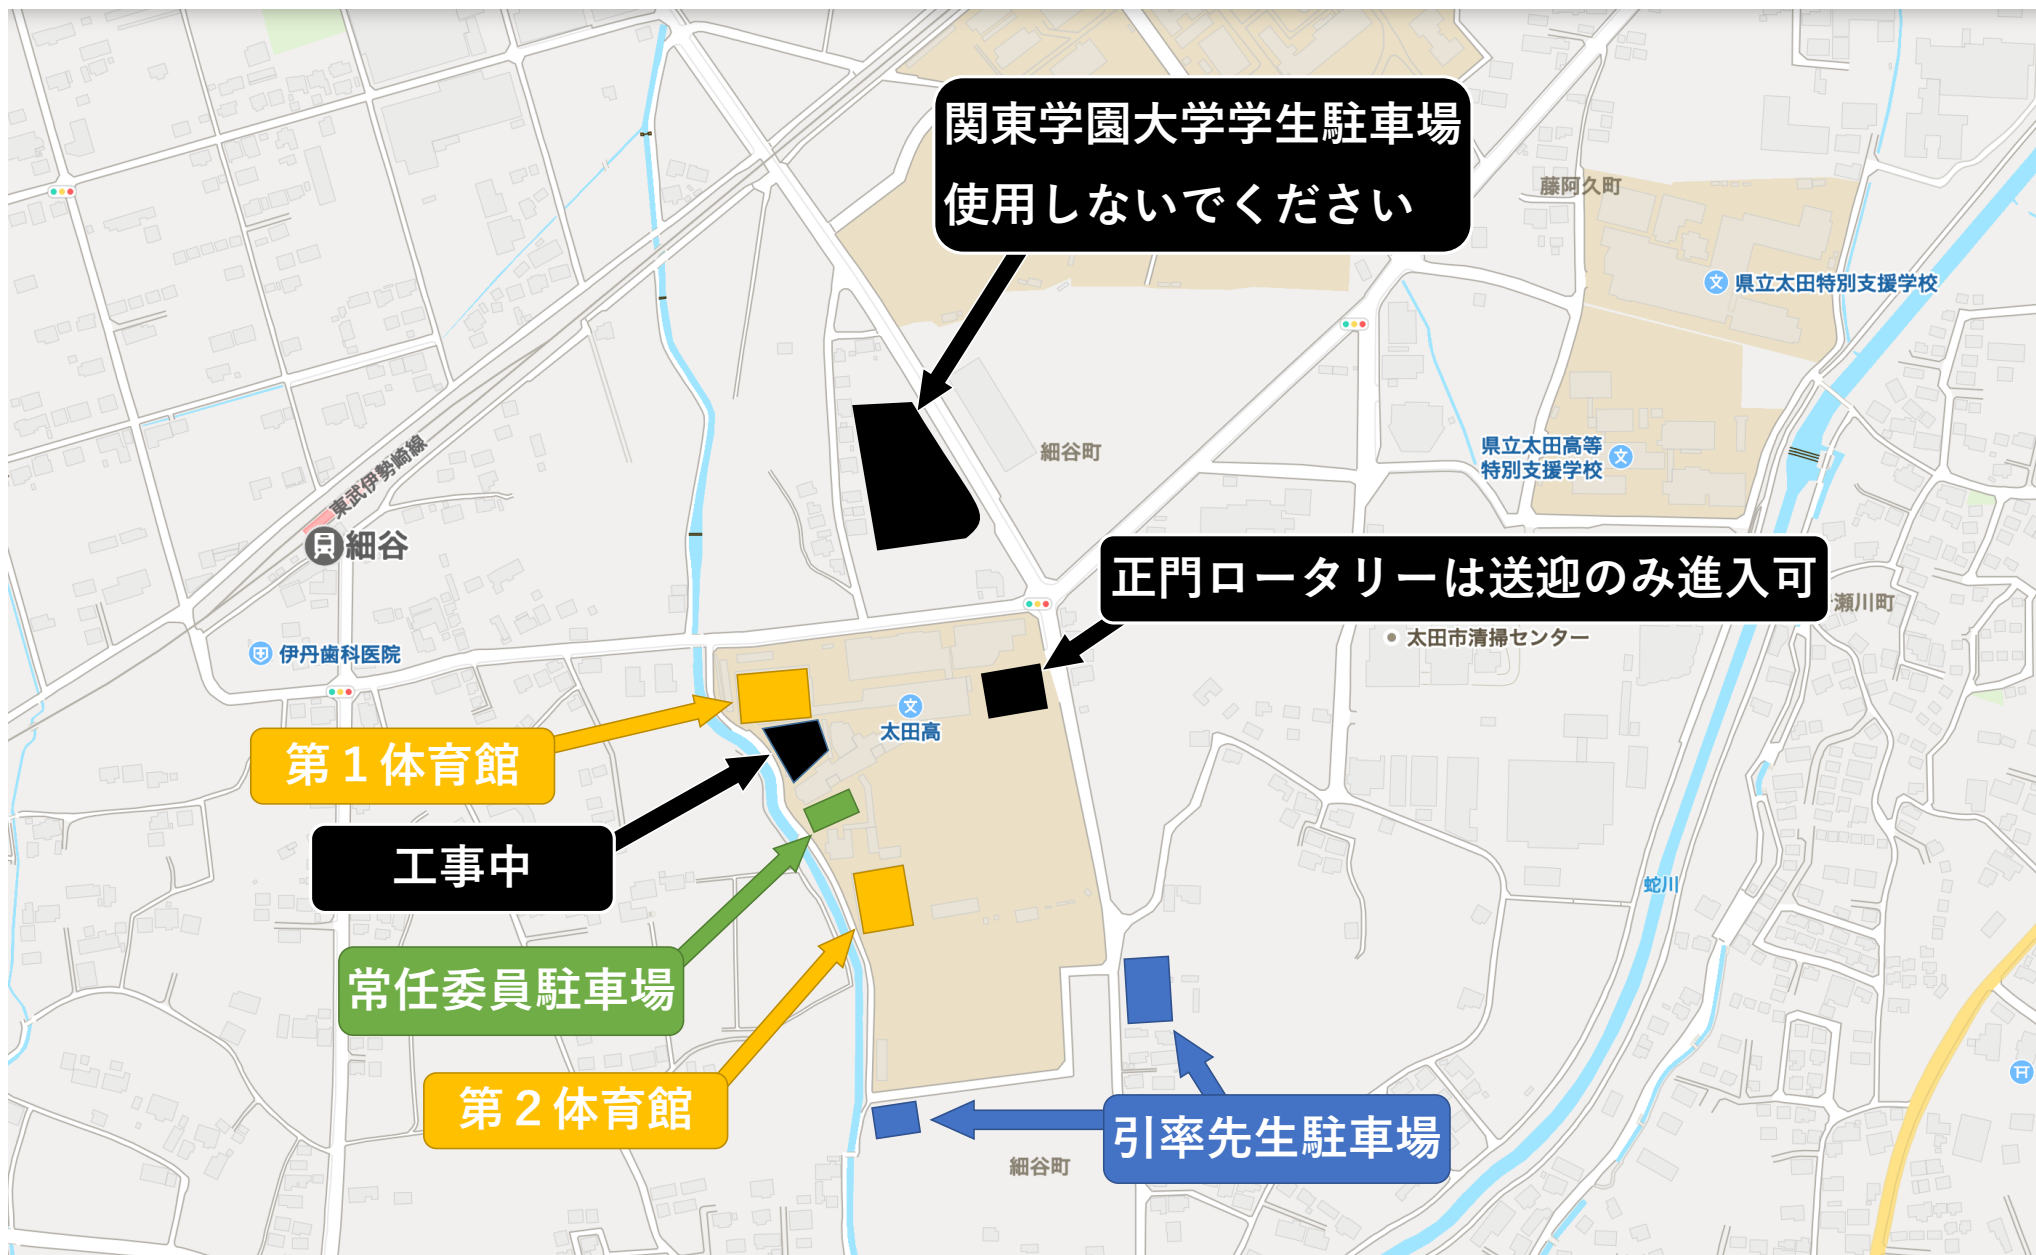 関東学園大学学生駐車場
使用しないでください
藤阿久町
県立太田特別支援学校
東武伊勢崎線
細谷町
県立太田高等
特別支援学校
細谷
正門ロータリーは送迎のみ進入可
瀬川町
太田市清掃センター
伊丹歯科医院
文
太田高
第１体育館
工事中
蛇川
常任委員駐車場
第２体育館
引率先生駐車場
細谷町